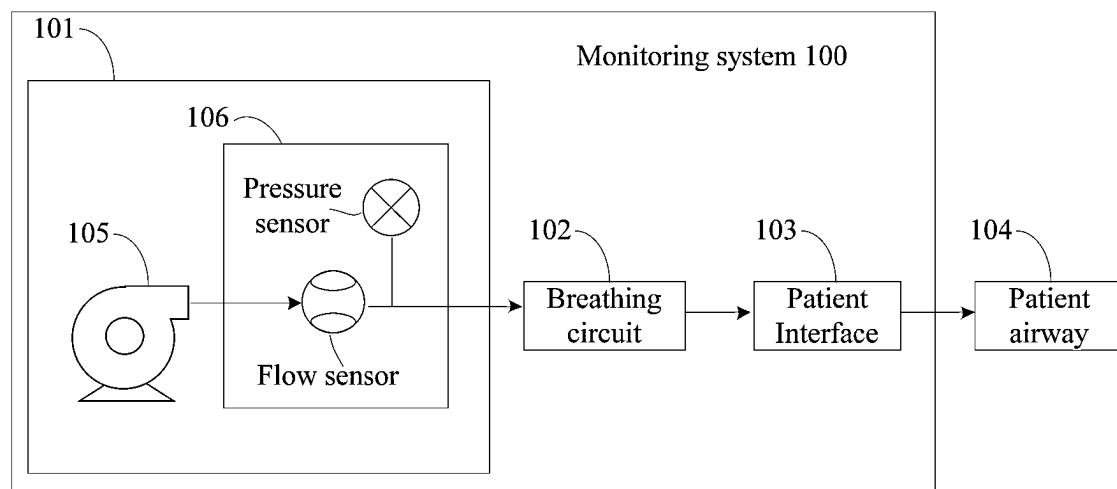 101
Monitoring system 100
106
Pressure
sensor
105
102
103
104
Breathing
circuit
Patient
Interface
Patient
airway
Flow sensor